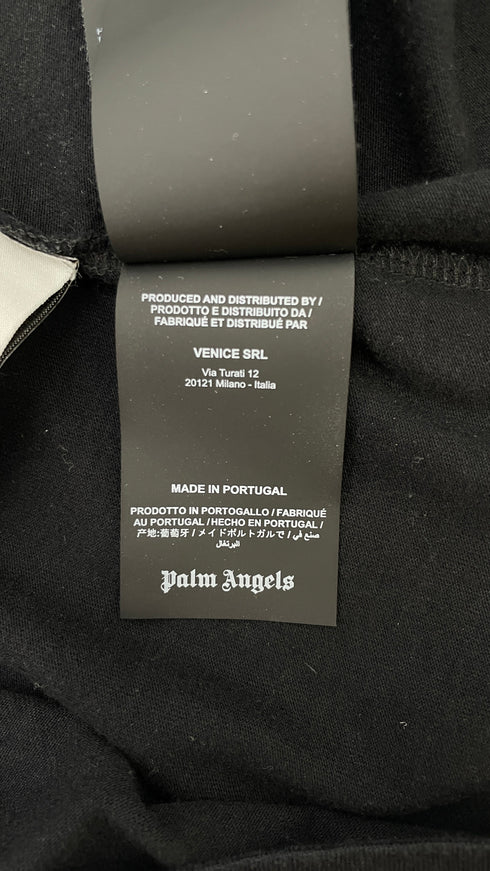 PRODUCED AND DISTRIBUTED BY /
PRODOTTO E DISTRIBUITO DA /
FABRIQUÉ ET DISTRIBUÉ PAR
VENICE SRL
Via Turati 12
20121 Milano - Italia
MADE IN PORTUGAL
PRODOTTO IN PORTOGALLO / FABRIQUÉ
AU PORTUGAL / HECHO EN PORTUGAL /
产地:葡萄牙 / メイドポルトガルで / صنع في
البرتغال
Palm Angels